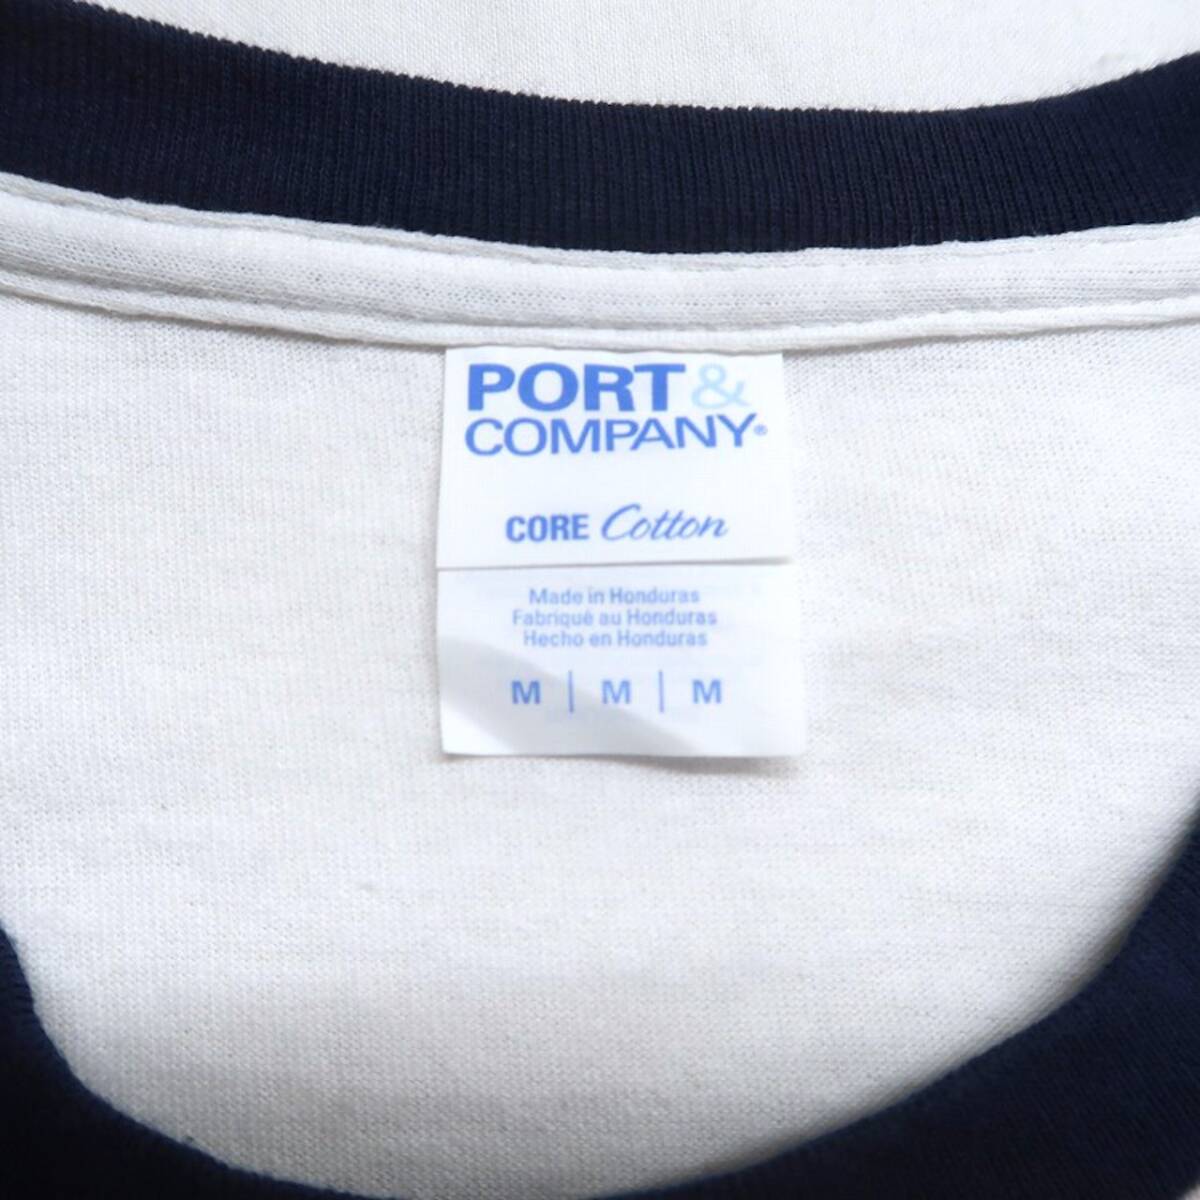 PORT &
COMPANY®
CORE Cotton
Made in Honduras
Fabriqué au Honduras
Hecho en Honduras
M | M | M